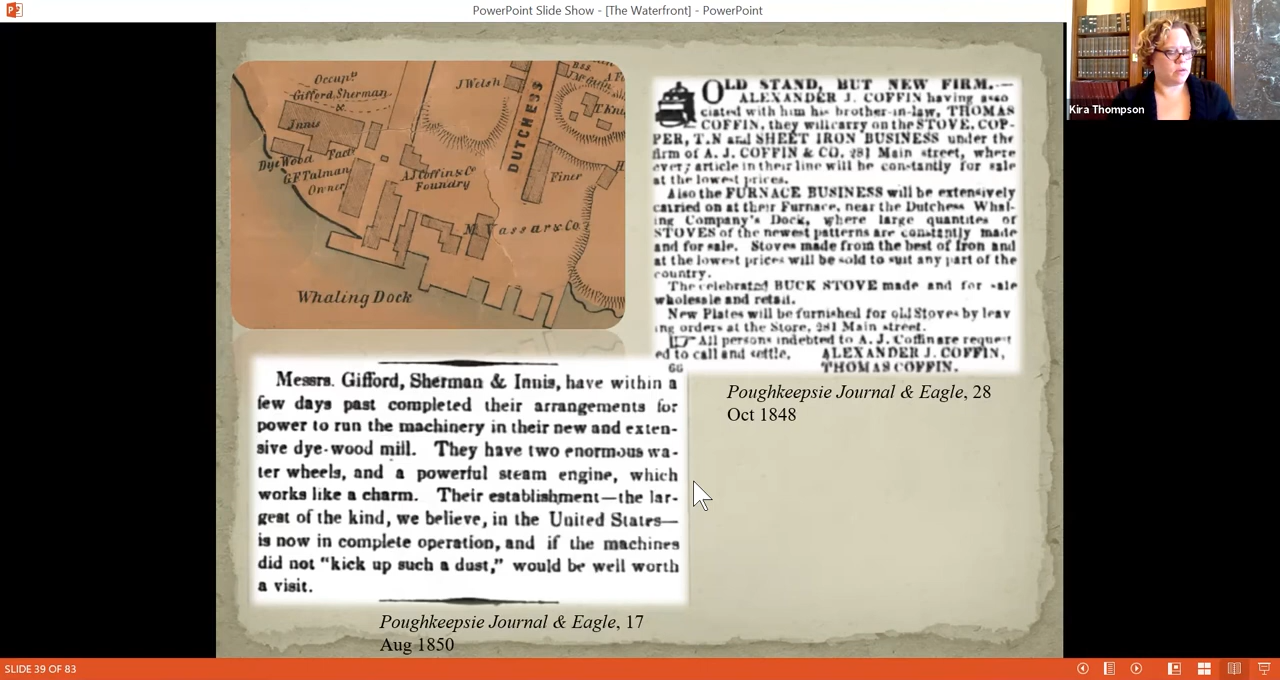 PowerPoint Slide Show - [The Waterfront] - PowerPoint
Kira Thompson
Occupd.
Gifford, Sherman
&
Innis
Dye Wood Facty
G.F Talman
Owner
J Welsh
DUTCHESS
A J Coffin & Co
Foundry
Finer
M. Vassar & Co
Whaling Dock
OLD STAND, BUT NEW FIRM.—
ALEXANDER J. COFFIN having asso
ciated with him his brother-in-law, THOMAS
COFFIN, they will carry on the STOVE, COP-
PER, T.N and SHEET IRON BUSINESS under the
firm of A. J. COFFIN & CO. 281 Main street, where
every article in their line will be constantly for sale
at the lowest prices.
Also the FURNACE BUSINESS will be extensively
carried on at their Furnace, near the Dutchess Whal-
ing Company's Dock, where large quantites of
STOVES of the newest patterns are constantly made
and for sale. Stoves made from the best of Iron and
at the lowest prices will be sold to suit any part of the
country.
The celebrated BUCK STOVE made and for sale
wholesale and retail.
New Plates will be furnished for old Stoves by leav
ing orders at the Store, 281 Main street.
All persons indebted to A. J. Coffin are request
ed to call and settle, ALEXANDER J. COFFIN,
66 THOMAS COFFIN.
Poughkeepsie Journal & Eagle, 28
Oct 1848
Messrs. Gifford, Sherman & Innis, have within a
few days past completed their arrangements for
power to run the machinery in their new and exten-
sive dye-wood mill. They have two enormous wa-
ter wheels, and a powerful steam engine, which
works like a charm. Their establishment—the lar-
gest of the kind, we believe, in the United States—
is now in complete operation, and if the machines
did not "kick up such a dust," would be well worth
a visit.
Poughkeepsie Journal & Eagle, 17
Aug 1850
SLIDE 39 OF 83